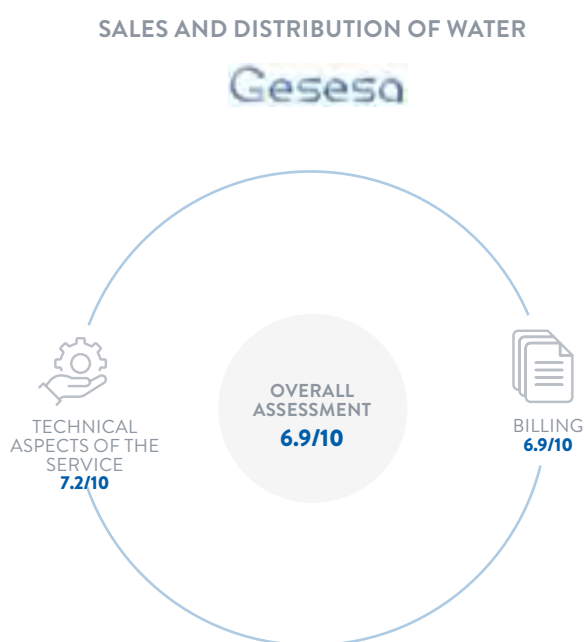 SALES AND DISTRIBUTION OF WATER
Gesesa
OVERALL
ASSESSMENT
6.9/10
TECHNICAL
ASPECTS OF THE
SERVICE
7.2/10
BILLING
6.9/10